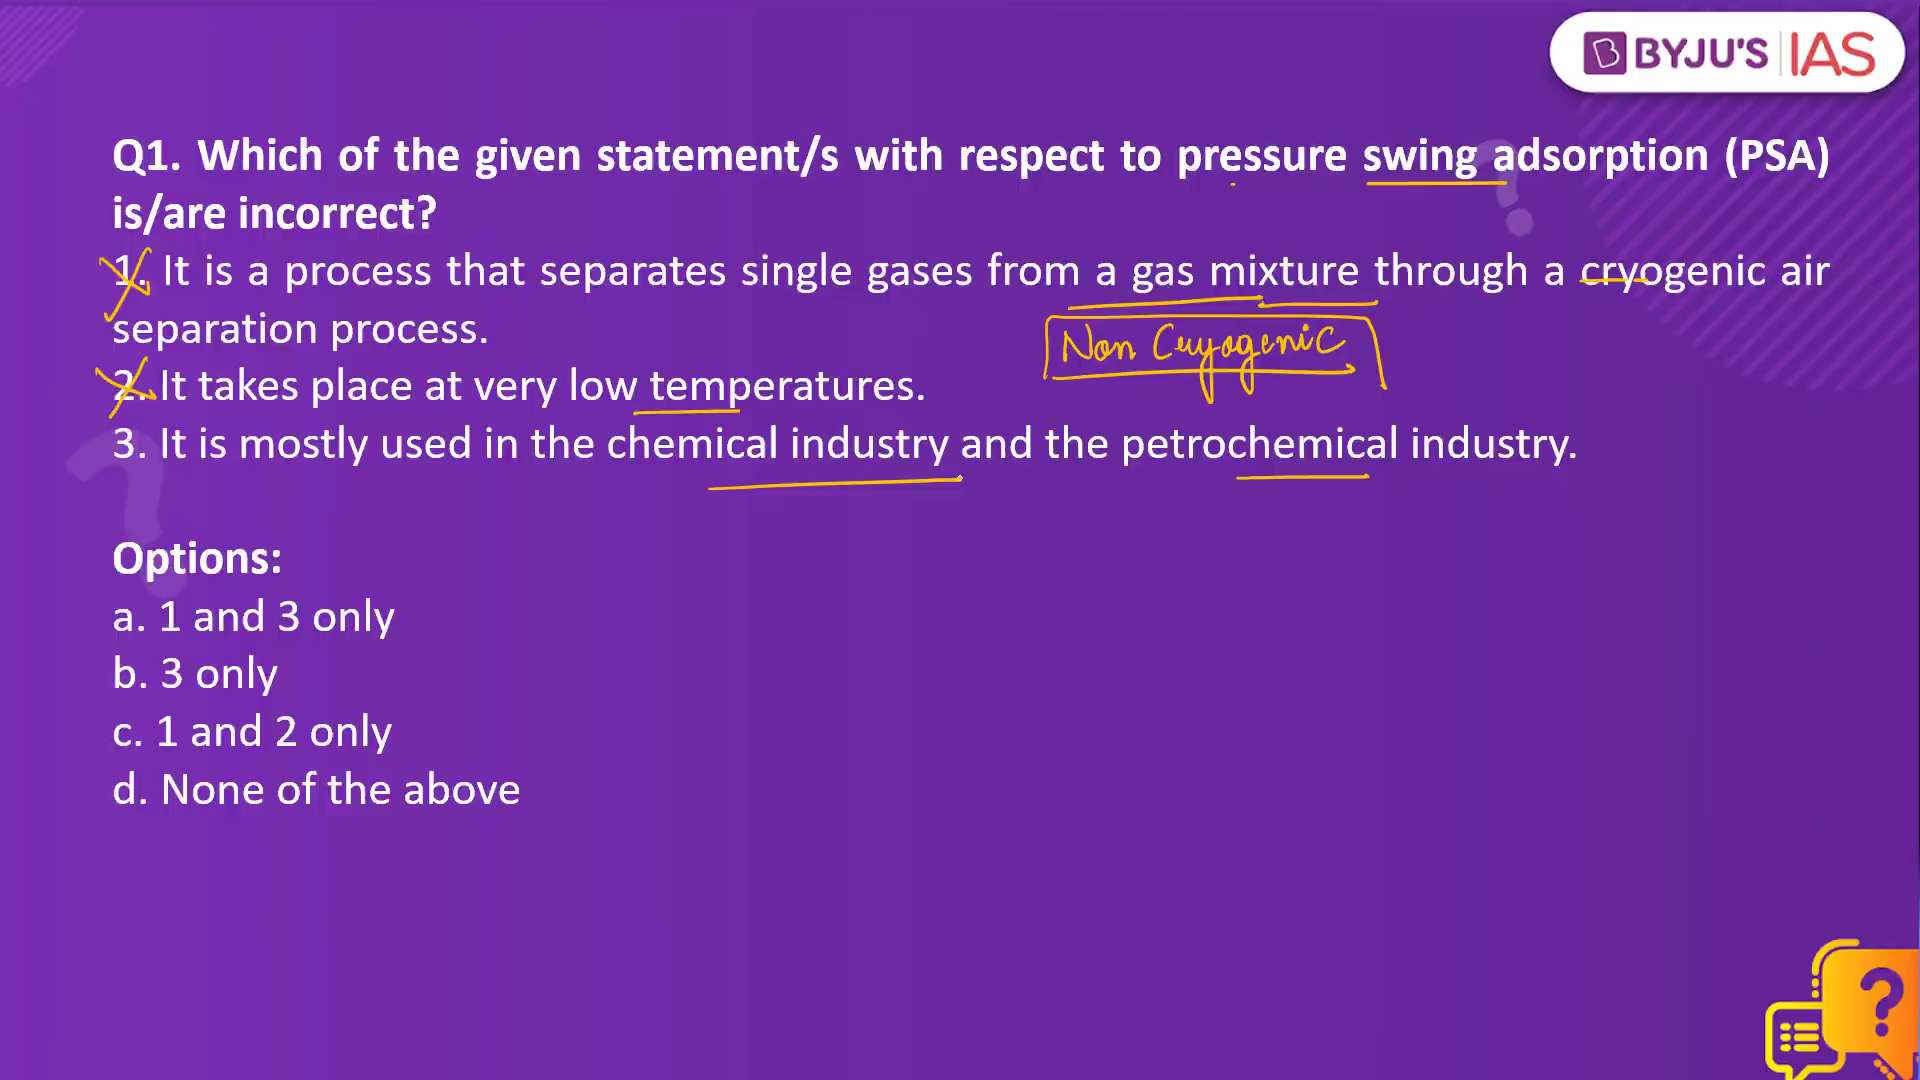 BYJU'S IAS
Q1. Which of the given statement/s with respect to pressure swing adsorption (PSA)
is/are incorrect?
1. It is a process that separates single gases from a gas mixture through a cryogenic air
separation process.
Non Cryogenic
2. It takes place at very low temperatures.
3. It is mostly used in the chemical industry and the petrochemical industry.
Options:
a. 1 and 3 only
b. 3 only
c. 1 and 2 only
d. None of the above